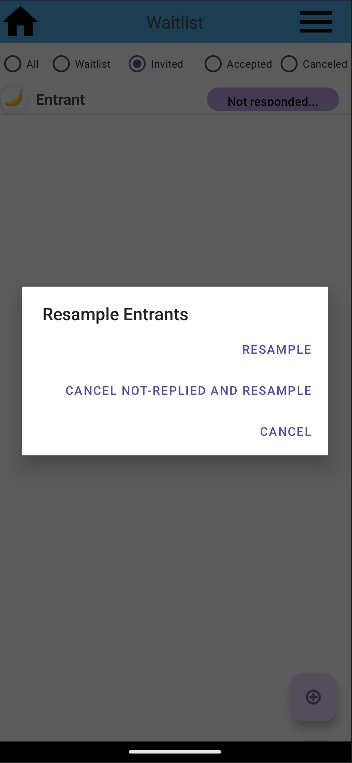 Waitlist
All Waitlist Invited Accepted Canceled
Entrant Not responded...
Resample Entrants
RESAMPLE
CANCEL NOT-REPLIED AND RESAMPLE
CANCEL